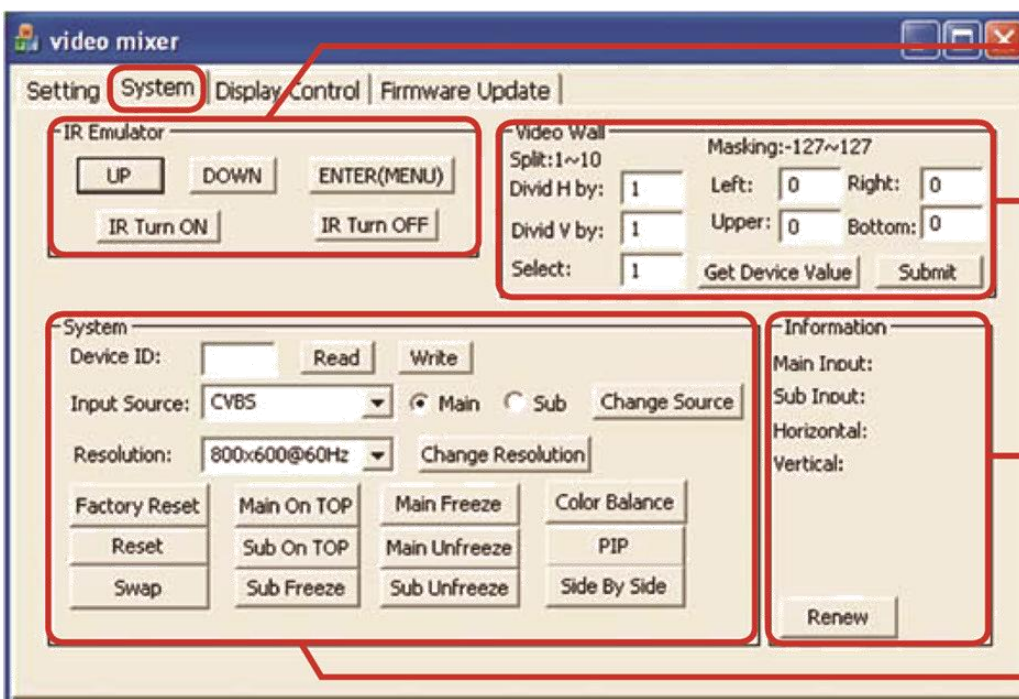 video mixer
Setting System Display Control Firmware Update
IR Emulator
UP DOWN ENTER(MENU)
IR Turn ON IR Turn OFF
Video Wall
Split:1~10 Masking:-127~127
Divid H by: 1 Left: 0 Right: 0
Divid V by: 1 Upper: 0 Bottom: 0
Select: 1 Get Device Value Submit
System
Device ID: Read Write
Input Source: CVBS Main Sub Change Source
Resolution: 800x600@60Hz Change Resolution
Factory Reset Main On TOP Main Freeze Color Balance
Reset Sub On TOP Main Unfreeze PIP
Swap Sub Freeze Sub Unfreeze Side By Side
Information
Main Input:
Sub Input:
Horizontal:
Vertical:
Renew